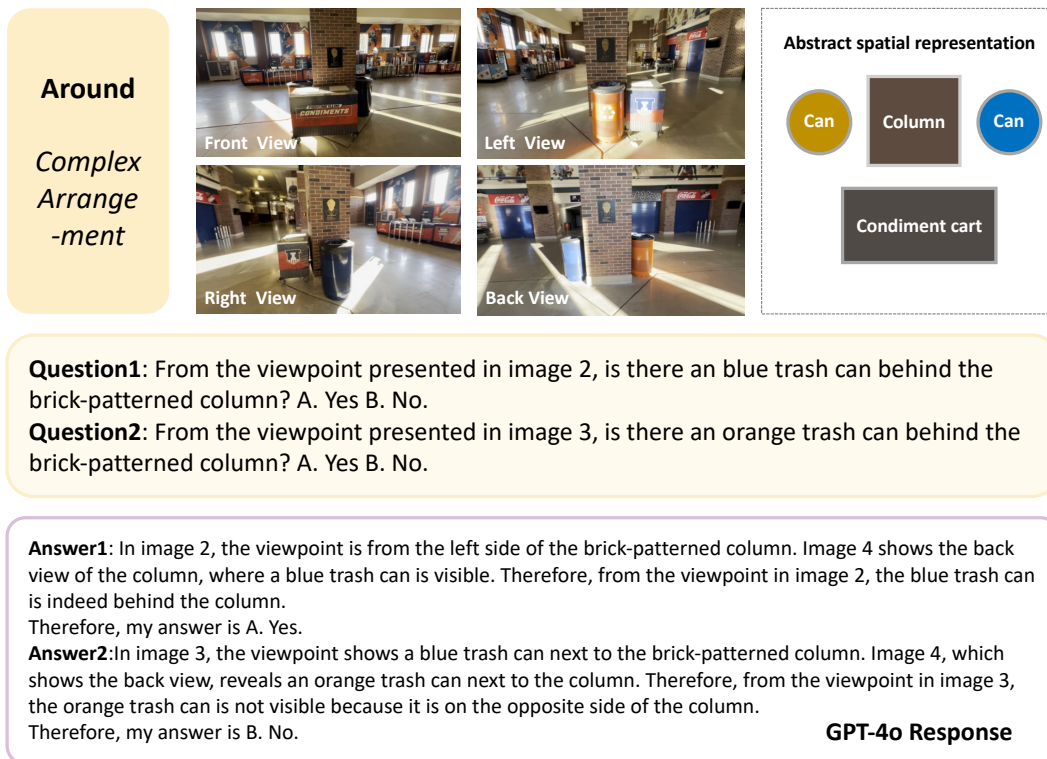 Around
Complex
Arrange
-ment
CONDIMENTS
Front View
Left View
Coca-Cola
Right View
Coca-Cola
Coca-Cola
Back View
Abstract spatial representation
Can
Column
Can
Condiment cart
Question1: From the viewpoint presented in image 2, is there an blue trash can behind the
brick-patterned column? A. Yes B. No.
Question2: From the viewpoint presented in image 3, is there an orange trash can behind the
brick-patterned column? A. Yes B. No.
Answer1: In image 2, the viewpoint is from the left side of the brick-patterned column. Image 4 shows the back
view of the column, where a blue trash can is visible. Therefore, from the viewpoint in image 2, the blue trash can
is indeed behind the column.
Therefore, my answer is A. Yes.
Answer2:In image 3, the viewpoint shows a blue trash can next to the brick-patterned column. Image 4, which
shows the back view, reveals an orange trash can next to the column. Therefore, from the viewpoint in image 3,
the orange trash can is not visible because it is on the opposite side of the column.
Therefore, my answer is B. No.
GPT-4o Response